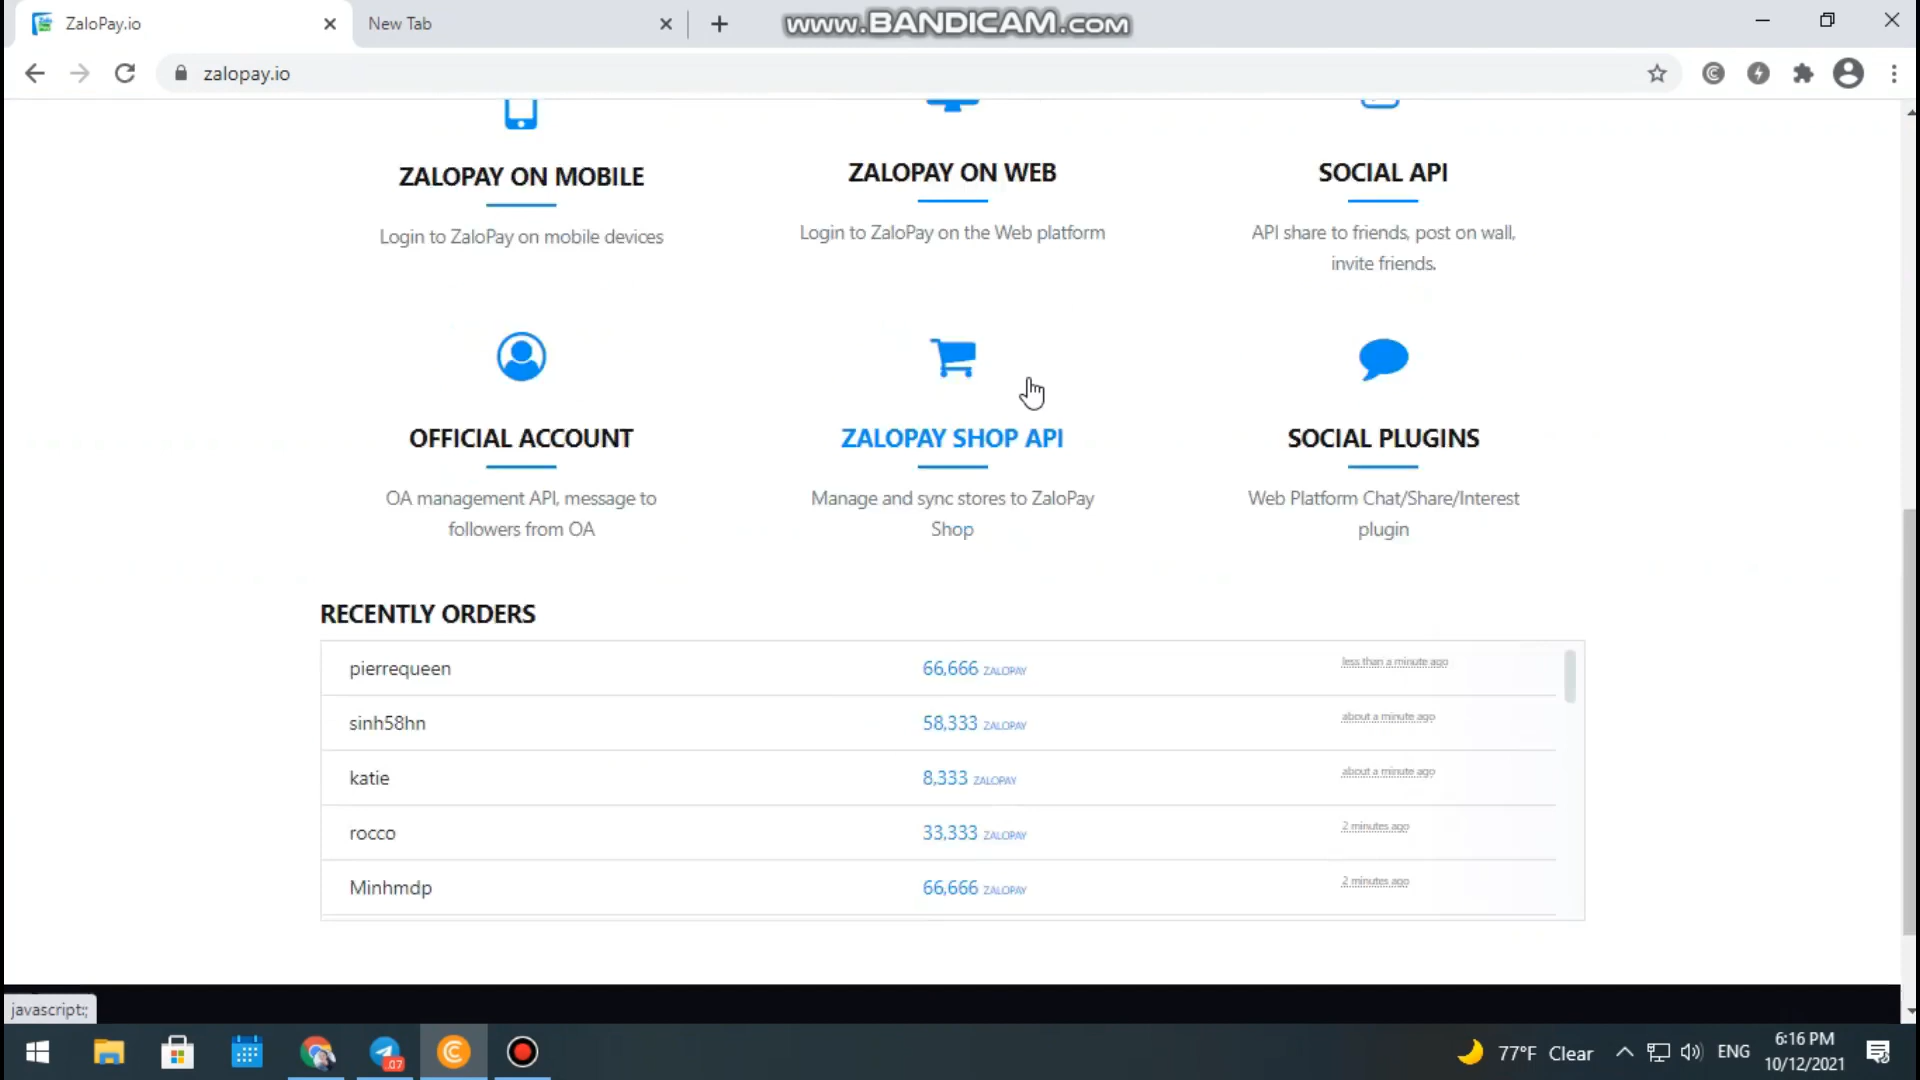 ZaloPay.io
New Tab
www.BANDICAM.com
zalopay.io
ZALOPAY ON MOBILE
Login to ZaloPay on mobile devices
ZALOPAY ON WEB
Login to ZaloPay on the Web platform
SOCIAL API
API share to friends, post on wall,
invite friends.
OFFICIAL ACCOUNT
OA management API, message to
followers from OA
ZALOPAY SHOP API
Manage and sync stores to ZaloPay
Shop
SOCIAL PLUGINS
Web Platform Chat/Share/Interest
plugin
RECENTLY ORDERS
pierrequeen 66,666 ZALOPAY less than a minute ago
sinh58hn 58,333 ZALOPAY about a minute ago
katie 8,333 ZALOPAY about a minute ago
rocco 33,333 ZALOPAY 2 minutes ago
Minhmdp 66,666 ZALOPAY 2 minutes ago
javascript:;
07
77°F Clear
ENG
6:16 PM
10/12/2021